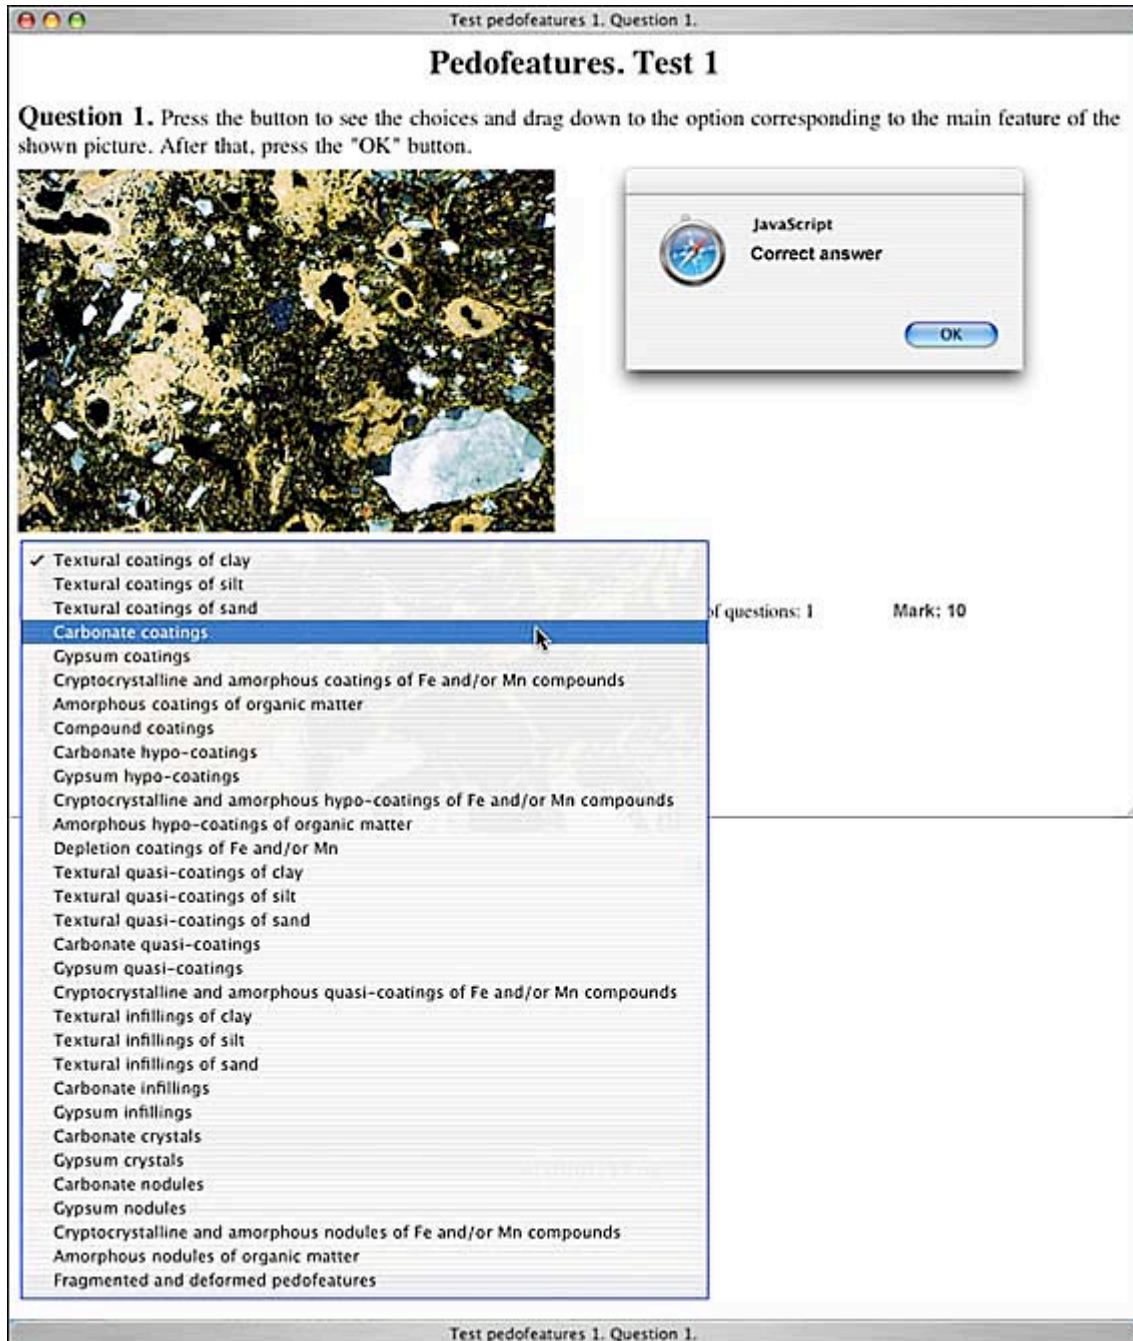 Test pedofeatures 1. Question 1.
Pedofeatures. Test 1
Question 1. Press the button to see the choices and drag down to the option corresponding to the main feature of the
shown picture. After that, press the "OK" button.
JavaScript
Correct answer
OK
✓ Textural coatings of clay
Textural coatings of silt
Textural coatings of sand
of questions: 1 Mark: 10
Carbonate coatings
Gypsum coatings
Cryptocrystalline and amorphous coatings of Fe and/or Mn compounds
Amorphous coatings of organic matter
Compound coatings
Carbonate hypo-coatings
Gypsum hypo-coatings
Cryptocrystalline and amorphous hypo-coatings of Fe and/or Mn compounds
Amorphous hypo-coatings of organic matter
Depletion coatings of Fe and/or Mn
Textural quasi-coatings of clay
Textural quasi-coatings of silt
Textural quasi-coatings of sand
Carbonate quasi-coatings
Gypsum quasi-coatings
Cryptocrystalline and amorphous quasi-coatings of Fe and/or Mn compounds
Textural infillings of clay
Textural infillings of silt
Textural infillings of sand
Carbonate infillings
Gypsum infillings
Carbonate crystals
Gypsum crystals
Carbonate nodules
Gypsum nodules
Cryptocrystalline and amorphous nodules of Fe and/or Mn compounds
Amorphous nodules of organic matter
Fragmented and deformed pedofeatures
Test pedofeatures 1. Question 1.